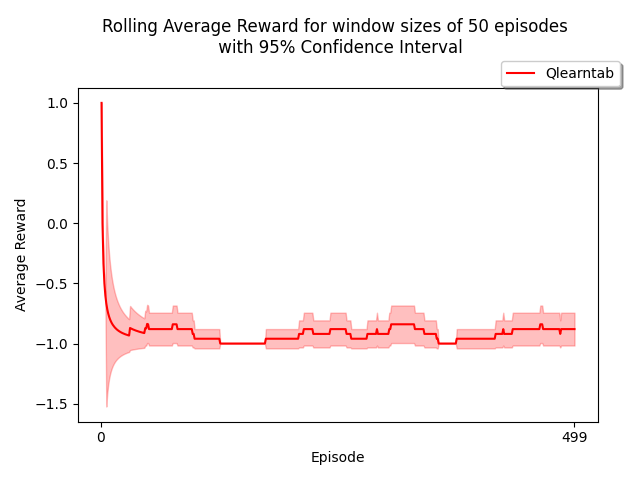 Rolling Average Reward for window sizes of 50 episodes
with 95% Confidence Interval
Qlearntab
1.0
0.5
0.0
−0.5
−1.0
−1.5
Average Reward
0
499
Episode